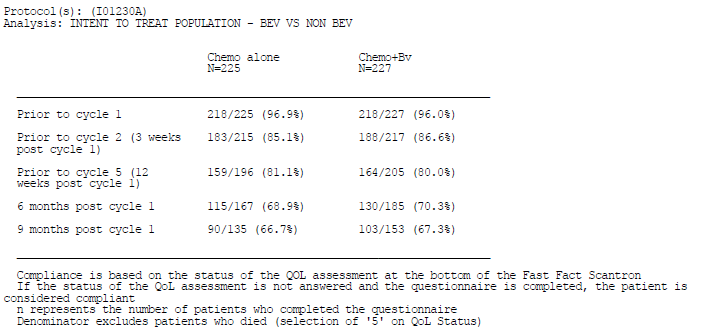 Protocol(s): (I01230A)
Analysis: INTENT TO TREAT POPULATION - BEV VS NON BEV
Chemo alone Chemo+Bv
N=225 N=227
Prior to cycle 1 218/225 (96.9%) 218/227 (96.0%)
Prior to cycle 2 (3 weeks 183/215 (85.1%) 188/217 (86.6%)
post cycle 1)
Prior to cycle 5 (12 159/196 (81.1%) 164/205 (80.0%)
weeks post cycle 1)
6 months post cycle 1 115/167 (68.9%) 130/185 (70.3%)
9 months post cycle 1 90/135 (66.7%) 103/153 (67.3%)
Compliance is based on the status of the QOL assessment at the bottom of the Fast Fact Scantron
If the status of the QoL assessment is not answered and the questionnaire is completed, the patient is
considered compliant
n represents the number of patients who completed the questionnaire
Denominator excludes patients who died (selection of '5' on QoL Status)